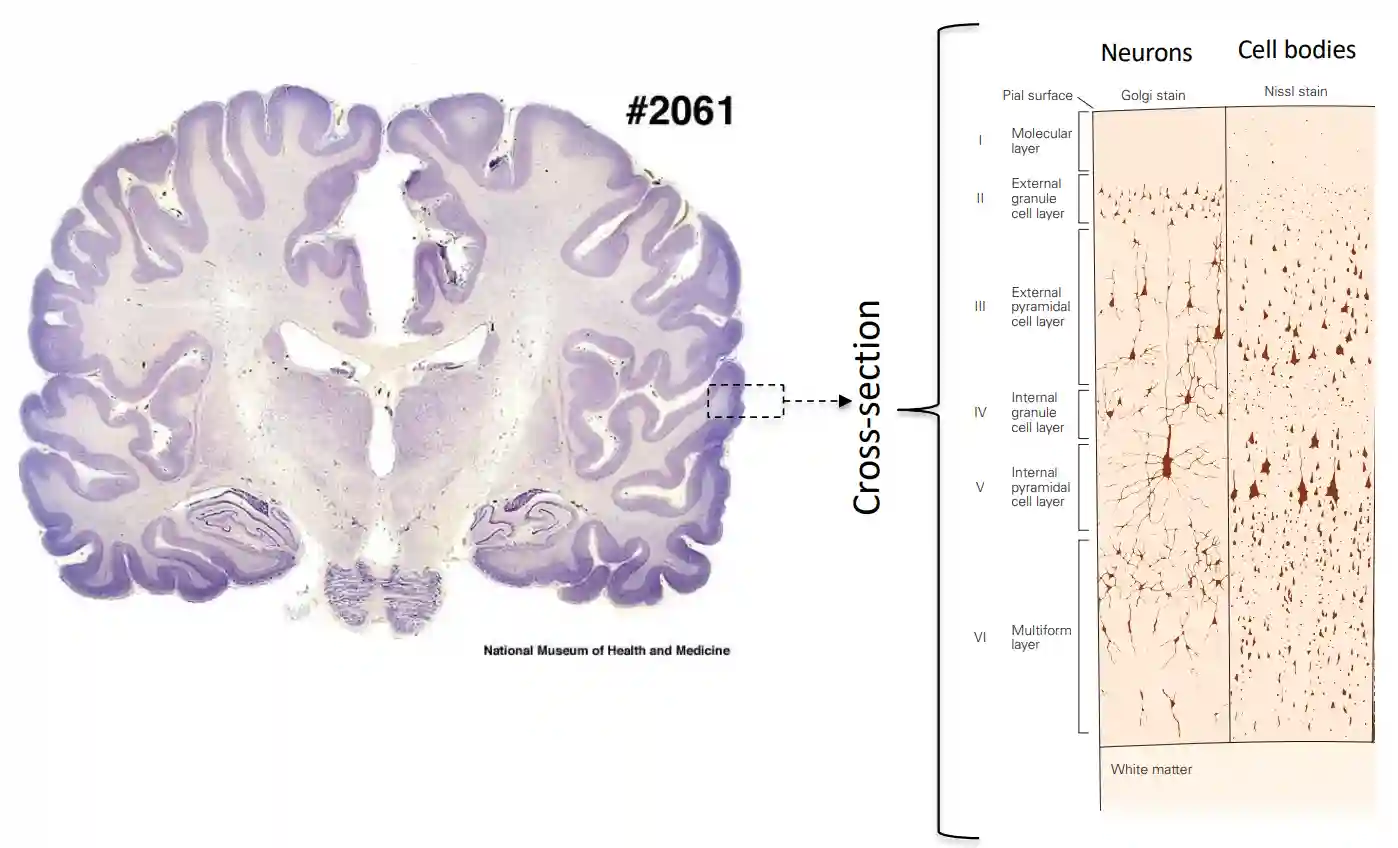 #2061
National Museum of Health and Medicine
Cross-section
Neurons
Cell bodies
Pial surface
Golgi stain
Nissl stain
I
Molecular
layer
II
External
granule
cell layer
III
External
pyramidal
cell layer
IV
Internal
granule
cell layer
V
Internal
pyramidal
cell layer
VI
Multiform
layer
White matter